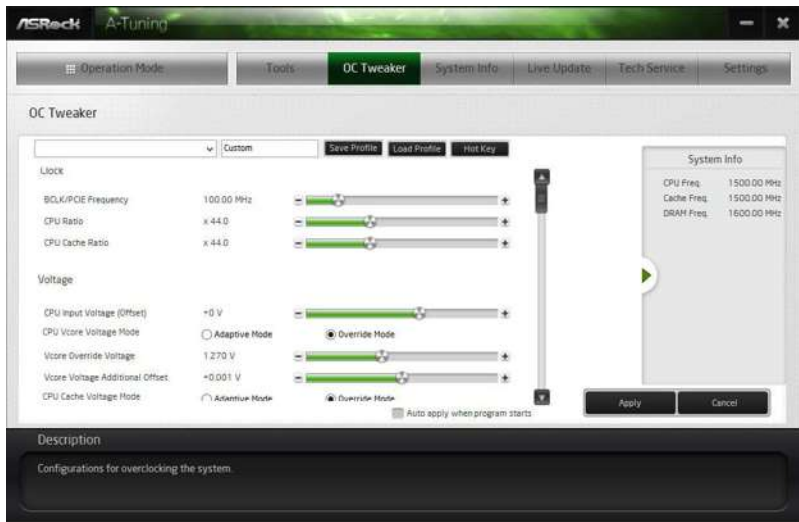 ASRock A-Tuning
Operation Mode Tools OC Tweaker System Info Live Update Tech Service Settings
OC Tweaker
Custom Save Profile Load Profile Hot Key
Clock
BCLK/PCIE Frequency 100.00 MHz
CPU Ratio x 44.0
CPU Cache Ratio x 44.0
Voltage
CPU Input Voltage (Offset) +0 V
CPU Vcore Voltage Mode Adaptive Mode Override Mode
Vcore Override Voltage 1.270 V
Vcore Voltage Additional Offset +0.001 V
CPU Cache Voltage Mode Adaptive Mode Override Mode
Auto apply when program starts
System Info
CPU Freq. 1500.00 MHz
Cache Freq. 1500.00 MHz
DRAM Freq. 1600.00 MHz
Apply Cancel
Description
Configurations for overclocking the system.